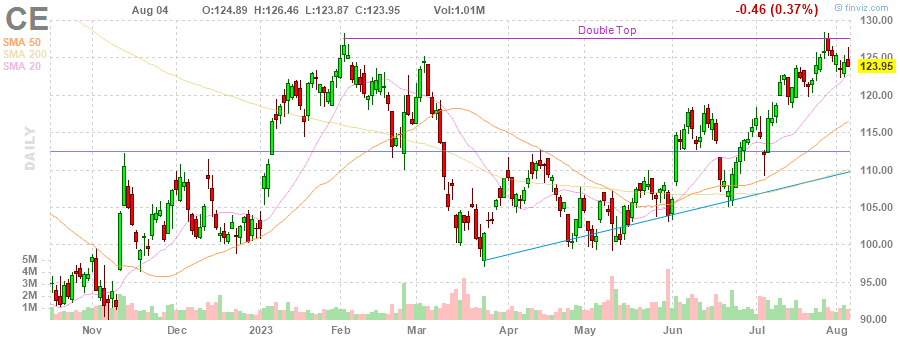 CE Aug 04 O:124.89 H:126.46 L:123.87 C:123.95 Vol:1.01M -0.46 (0.37%) © finviz.com
SMA 50
SMA 200
SMA 20
DAILY
Double Top
130.00
125.00
123.95
120.00
115.00
110.00
105.00
100.00
95.00
90.00
5M
4M
3M
2M
1M
Nov Dec 2023 Feb Mar Apr May Jun Jul Aug